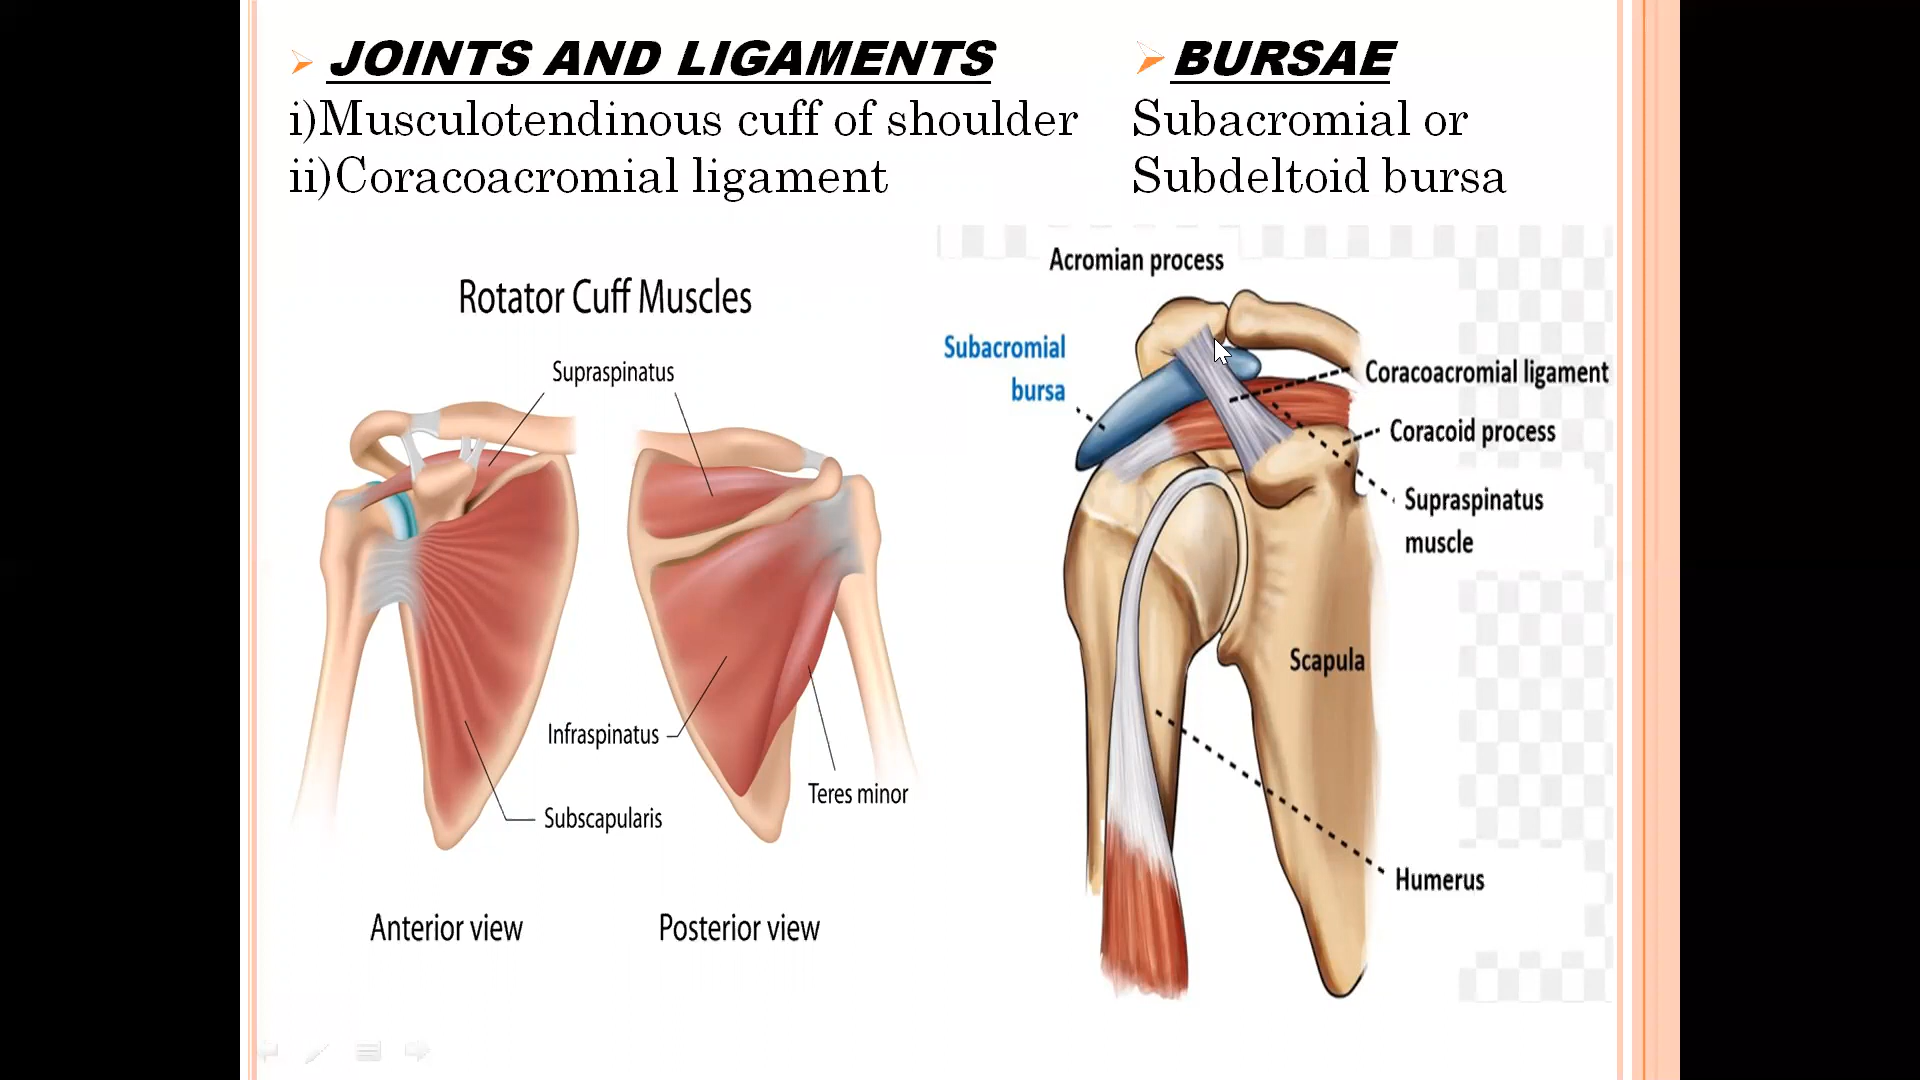 JOINTS AND LIGAMENTS
i)Musculotendinous cuff of shoulder
ii)Coracoacromial ligament
BURSAE
Subacromial or
Subdeltoid bursa
Rotator Cuff Muscles
Supraspinatus
Infraspinatus
Teres minor
Subscapularis
Anterior view
Posterior view
Acromian process
Subacromial
bursa
Coracoacromial ligament
Coracoid process
Supraspinatus
muscle
Scapula
Humerus